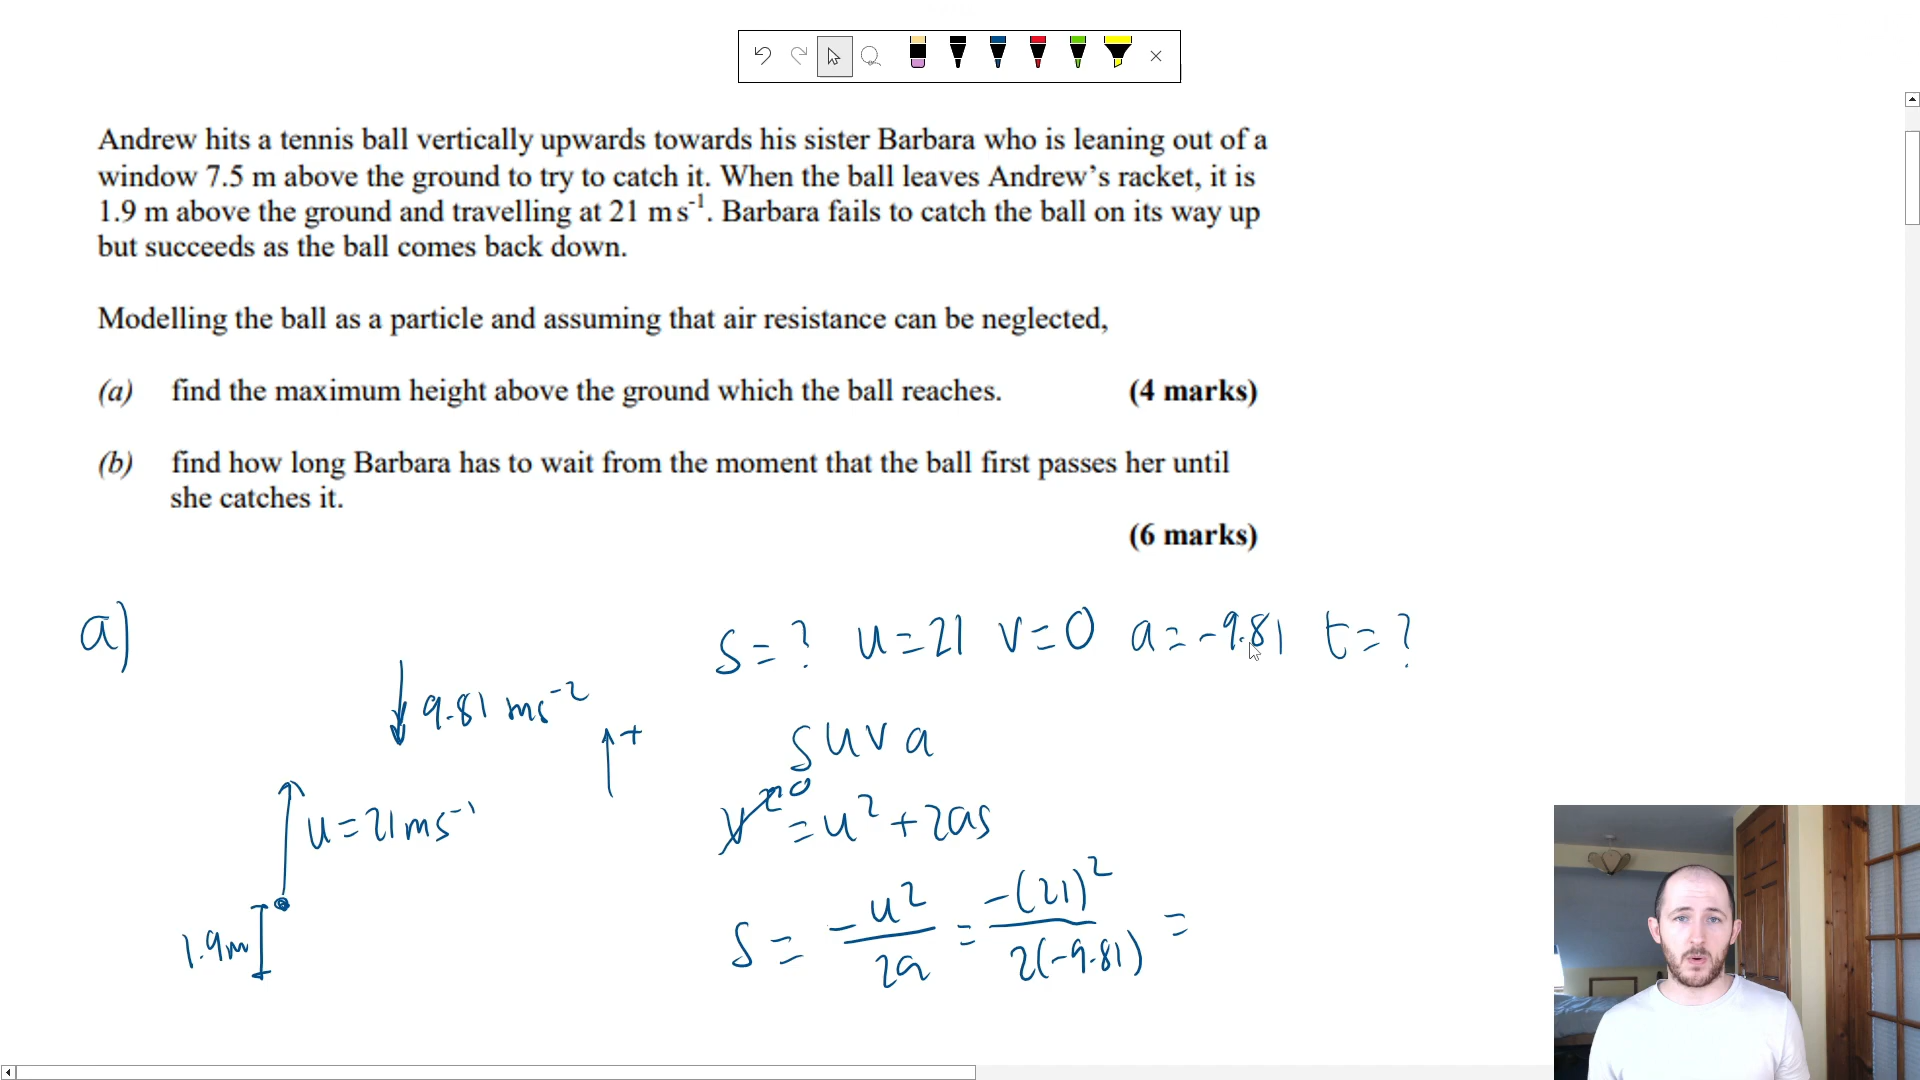 Andrew hits a tennis ball vertically upwards towards his sister Barbara who is leaning out of a
window 7.5 m above the ground to try to catch it. When the ball leaves Andrew's racket, it is
1.9 m above the ground and travelling at 21 m s⁻¹. Barbara fails to catch the ball on its way up
but succeeds as the ball comes back down.
Modelling the ball as a particle and assuming that air resistance can be neglected,
(a) find the maximum height above the ground which the ball reaches. (4 marks)
(b) find how long Barbara has to wait from the moment that the ball first passes her until
she catches it.
(6 marks)
a)
s = ? u = 21 v = 0 a = -9.81 t = ?
9.81 ms⁻²
+
s u v a
u = 21 ms⁻¹
v² = 0 = u² + 2as
1.9m
s = -u²/2a = -(21)²/2(-9.81) =